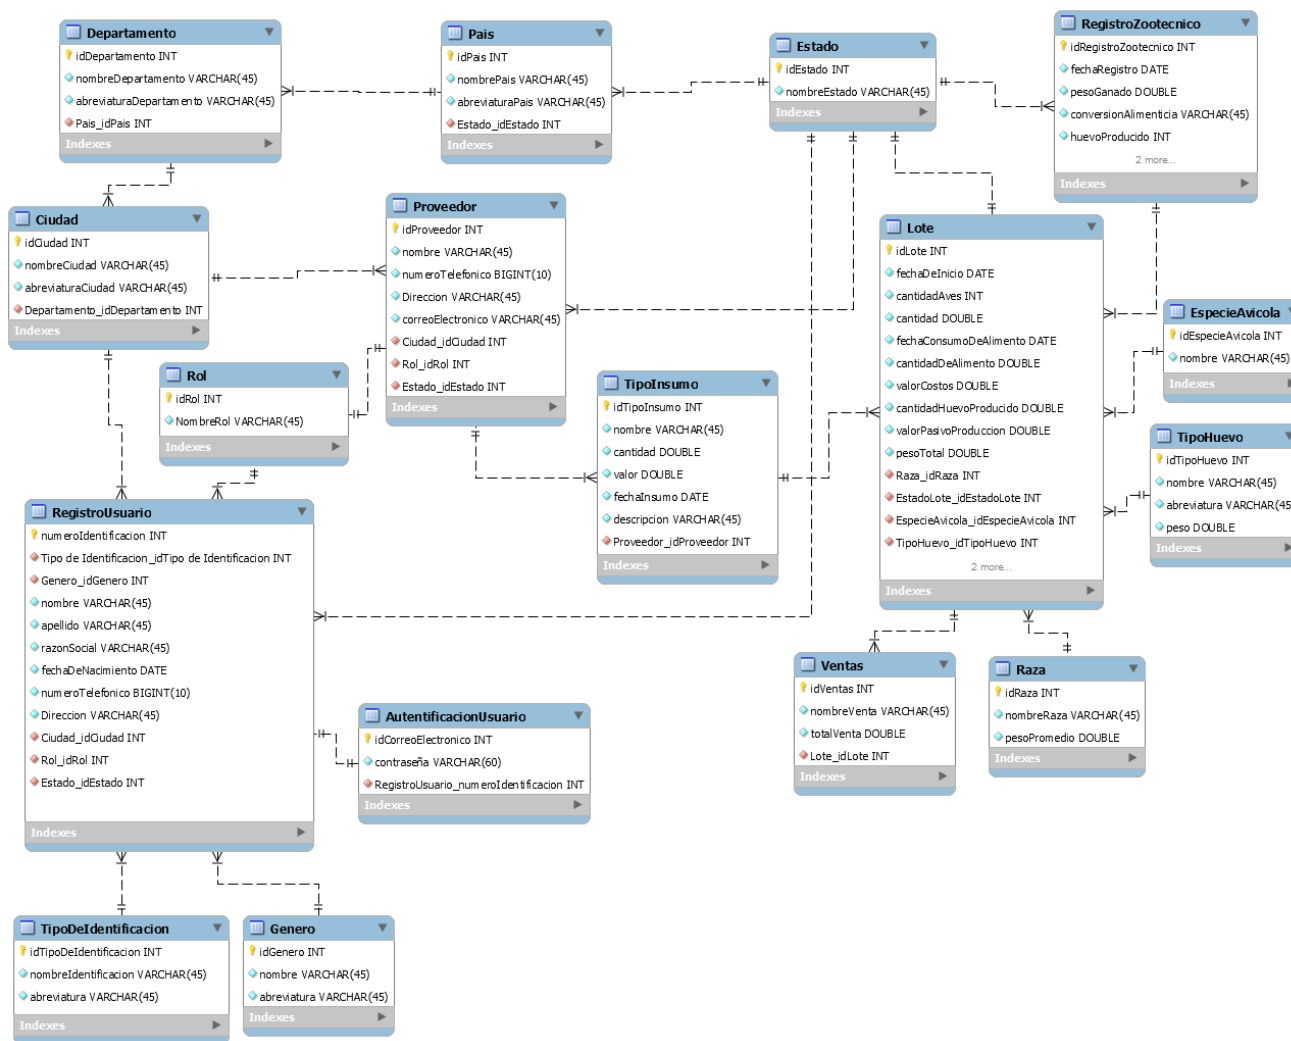 Departamento
idDepartamento INT
nombreDepartamento VARCHAR(45)
abreviaturaDepartamento VARCHAR(45)
Pais_idPais INT
Indexes
Pais
idPais INT
nombrePais VARCHAR(45)
abreviaturaPais VARCHAR(45)
Estado_idEstado INT
Indexes
Estado
idEstado INT
nombreEstado VARCHAR(45)
Indexes
RegistroZootecnico
idRegistroZootecnico INT
fechaRegistro DATE
pesoGanado DOUBLE
conversionAlimenticia VARCHAR(45)
huevoProducido INT
2 more...
Indexes
Ciudad
idCiudad INT
nombreCiudad VARCHAR(45)
abreviaturaCiudad VARCHAR(45)
Departamento_idDepartamento INT
Indexes
Proveedor
idProveedor INT
nombre VARCHAR(45)
numeroTelefonico BIGINT(10)
Direccion VARCHAR(45)
correoElectronico VARCHAR(45)
Ciudad_idCiudad INT
Rol_idRol INT
Estado_idEstado INT
Indexes
Lote
idLote INT
fechaDeInicio DATE
cantidadAves INT
cantidad DOUBLE
fechaConsumoDeAlimento DATE
cantidadDeAlimento DOUBLE
valorCostos DOUBLE
cantidadHuevoProducido DOUBLE
valorPasivoProduccion DOUBLE
pesoTotal DOUBLE
Raza_idRaza INT
EstadoLote_idEstadoLote INT
EspecieAvicola_idEspecieAvicola INT
TipoHuevo_idTipoHuevo INT
2 more...
Indexes
EspecieAvicola
idEspecieAvicola INT
nombre VARCHAR(45)
Indexes
Rol
idRol INT
NombreRol VARCHAR(45)
Indexes
TipoInsumo
idTipoInsumo INT
nombre VARCHAR(45)
cantidad DOUBLE
valor DOUBLE
fechaInsumo DATE
descripcion VARCHAR(45)
Proveedor_idProveedor INT
Indexes
TipoHuevo
idTipoHuevo INT
nombre VARCHAR(45)
abreviatura VARCHAR(45
peso DOUBLE
Indexes
RegistroUsuario
numeroIdentificacion INT
Tipo de Identificacion_idTipo de Identificacion INT
Genero_idGenero INT
nombre VARCHAR(45)
apellido VARCHAR(45)
razonSocial VARCHAR(45)
fechaDeNacimiento DATE
numeroTelefonico BIGINT(10)
Direccion VARCHAR(45)
Ciudad_idCiudad INT
Rol_idRol INT
Estado_idEstado INT
Indexes
AutentificacionUsuario
idCorreoElectronico INT
contraseña VARCHAR(60)
RegistroUsuario_numeroIdentificacion INT
Indexes
Ventas
idVentas INT
nombreVenta VARCHAR(45)
totalVenta DOUBLE
Lote_idLote INT
Indexes
Raza
idRaza INT
nombreRaza VARCHAR(45)
pesoPromedio DOUBLE
Indexes
TipoDeIdentificacion
idTipoDeIdentificacion INT
nombreIdentificacion VARCHAR(45)
abreviatura VARCHAR(45)
Indexes
Genero
idGenero INT
nombre VARCHAR(45)
abreviatura VARCHAR(45)
Indexes